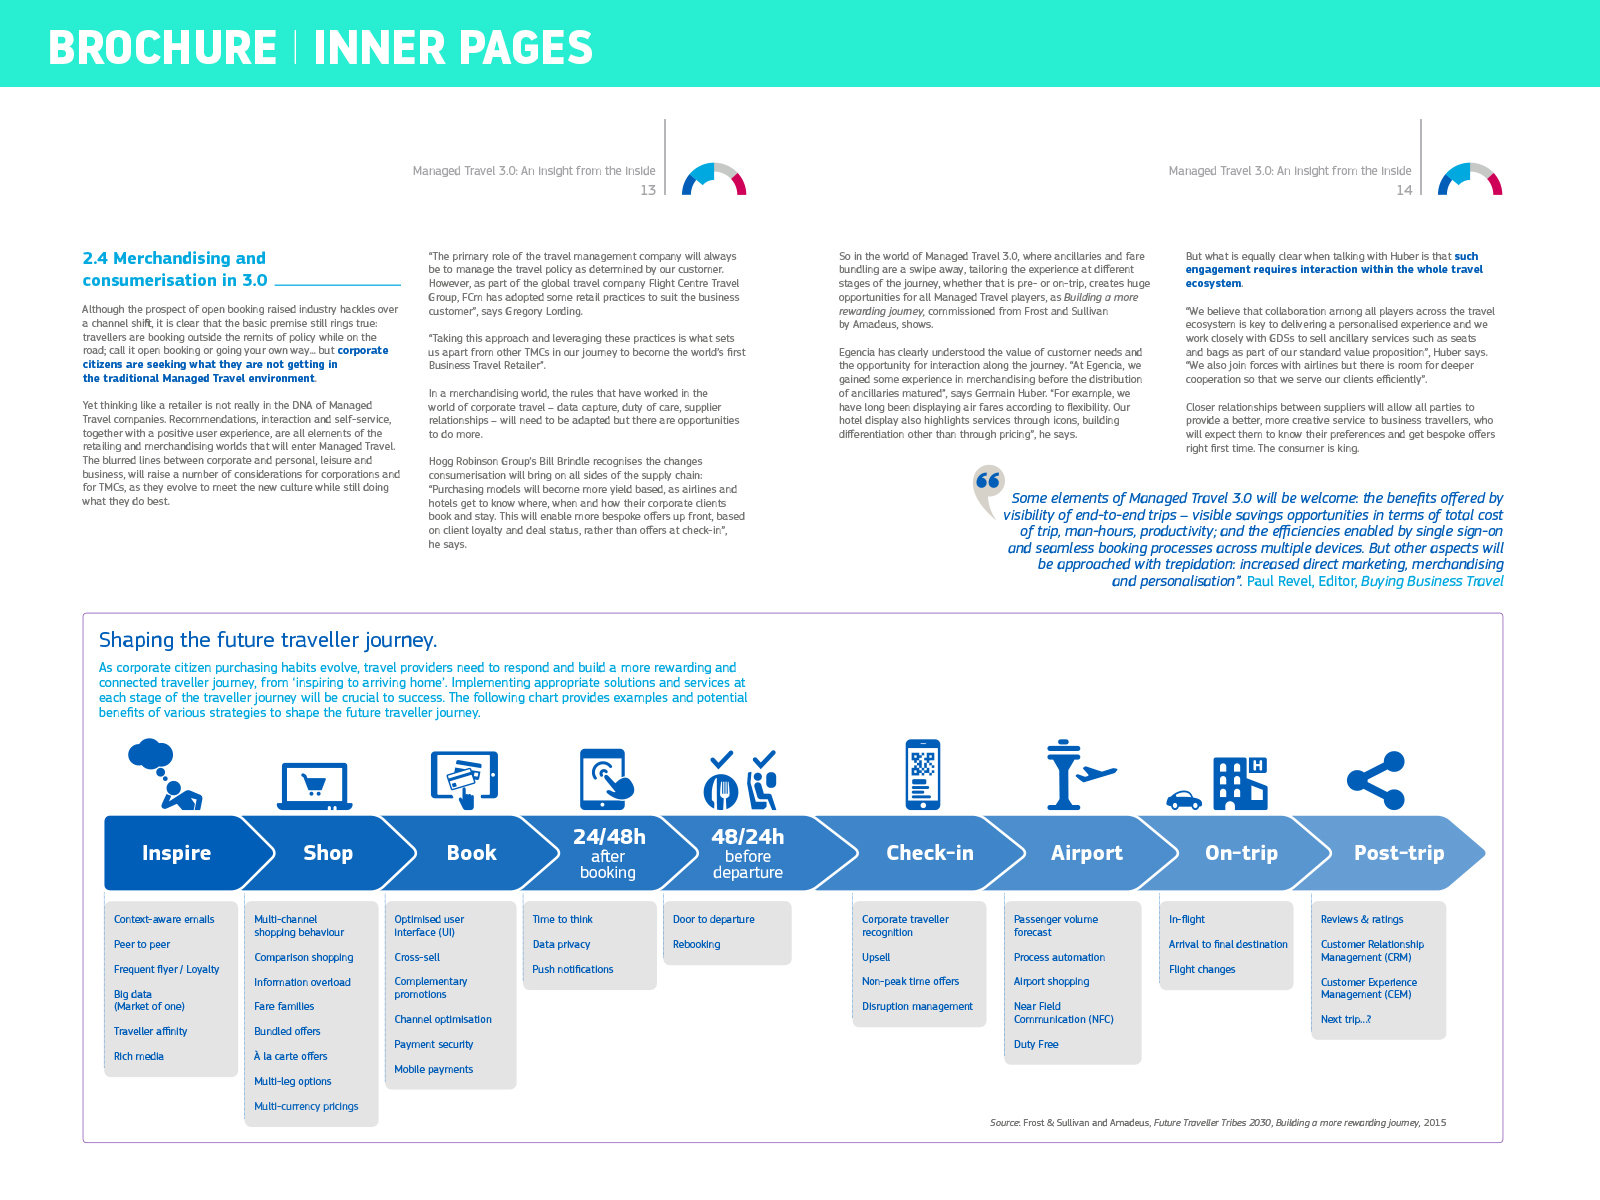 BROCHURE | INNER PAGES
Managed Travel 3.0: An Insight from the Inside
13
2.4 Merchandising and
consumerisation in 3.0
Although the prospect of open booking raised industry hackles over
a channel shift, it is clear that the basic premise still rings true:
travellers are booking outside the remits of policy while on the
road; call it open booking or going your own way... but corporate
citizens are seeking what they are not getting in
the traditional Managed Travel environment.
Yet thinking like a retailer is not really in the DNA of Managed
Travel companies. Recommendations, interaction and self-service,
together with a positive user experience, are all elements of the
retailing and merchandising worlds that will enter Managed Travel.
The blurred lines between corporate and personal, leisure and
business, will raise a number of considerations for corporations and
for TMCs, as they evolve to meet the new culture while still doing
what they do best.
“The primary role of the travel management company will always
be to manage the travel policy as determined by our customer.
However, as part of the global travel company Flight Centre Travel
Group, FCm has adopted some retail practices to suit the business
customer”, says Gregory Lording.
“Taking this approach and leveraging these practices is what sets
us apart from other TMCs in our journey to become the world’s first
Business Travel Retailer”.
In a merchandising world, the rules that have worked in the
world of corporate travel – data capture, duty of care, supplier
relationships – will need to be adapted but there are opportunities
to do more.
Hogg Robinson Group’s Bill Brindle recognises the changes
consumerisation will bring on all sides of the supply chain:
“Purchasing models will become more yield based, as airlines and
hotels get to know where, when and how their corporate clients
book and stay. This will enable more bespoke offers up front, based
on client loyalty and deal status, rather than offers at check-in”,
he says.
Managed Travel 3.0: An Insight from the Inside
14
So in the world of Managed Travel 3.0, where ancillaries and fare
bundling are a swipe away, tailoring the experience at different
stages of the journey, whether that is pre- or on-trip, creates huge
opportunities for all Managed Travel players, as Building a more
rewarding journey, commissioned from Frost and Sullivan
by Amadeus, shows.
Egencia has clearly understood the value of customer needs and
the opportunity for interaction along the journey. “At Egencia, we
gained some experience in merchandising before the distribution
of ancillaries matured”, says Germain Huber. “For example, we
have long been displaying air fares according to flexibility. Our
hotel display also highlights services through icons, building
differentiation other than through pricing”, he says.
But what is equally clear when talking with Huber is that such
engagement requires interaction within the whole travel
ecosystem.
“We believe that collaboration among all players across the travel
ecosystem is key to delivering a personalised experience and we
work closely with GDSs to sell ancillary services such as seats
and bags as part of our standard value proposition”, Huber says.
“We also join forces with airlines but there is room for deeper
cooperation so that we serve our clients efficiently”.
Closer relationships between suppliers will allow all parties to
provide a better, more creative service to business travellers, who
will expect them to know their preferences and get bespoke offers
right first time. The consumer is king.
“
Some elements of Managed Travel 3.0 will be welcome: the benefits offered by
visibility of end-to-end trips – visible savings opportunities in terms of total cost
of trip, man-hours, productivity; and the efficiencies enabled by single sign-on
and seamless booking processes across multiple devices. But other aspects will
be approached with trepidation: increased direct marketing, merchandising
and personalisation”. Paul Revel, Editor, Buying Business Travel
Shaping the future traveller journey.
As corporate citizen purchasing habits evolve, travel providers need to respond and build a more rewarding and
connected traveller journey, from ‘inspiring to arriving home’. Implementing appropriate solutions and services at
each stage of the traveller journey will be crucial to success. The following chart provides examples and potential
benefits of various strategies to shape the future traveller journey.
H
Inspire
Context-aware emails
Peer to peer
Frequent flyer / Loyalty
Big data
(Market of one)
Traveller affinity
Rich media
Shop
Multi-channel
shopping behaviour
Comparison shopping
Information overload
Fare families
Bundled offers
À la carte offers
Multi-leg options
Multi-currency pricings
Book
Optimised user
interface (UI)
Cross-sell
Complementary
promotions
Channel optimisation
Payment security
Mobile payments
24/48h
after
booking
Time to think
Data privacy
Push notifications
48/24h
before
departure
Door to departure
Rebooking
Check-in
Corporate traveller
recognition
Upsell
Non-peak time offers
Disruption management
Airport
Passenger volume
forecast
Process automation
Airport shopping
Near Field
Communication (NFC)
Duty Free
On-trip
In-flight
Arrival to final destination
Flight changes
Post-trip
Reviews & ratings
Customer Relationship
Management (CRM)
Customer Experience
Management (CEM)
Next trip...?
Source: Frost & Sullivan and Amadeus, Future Traveller Tribes 2030, Building a more rewarding journey, 2015